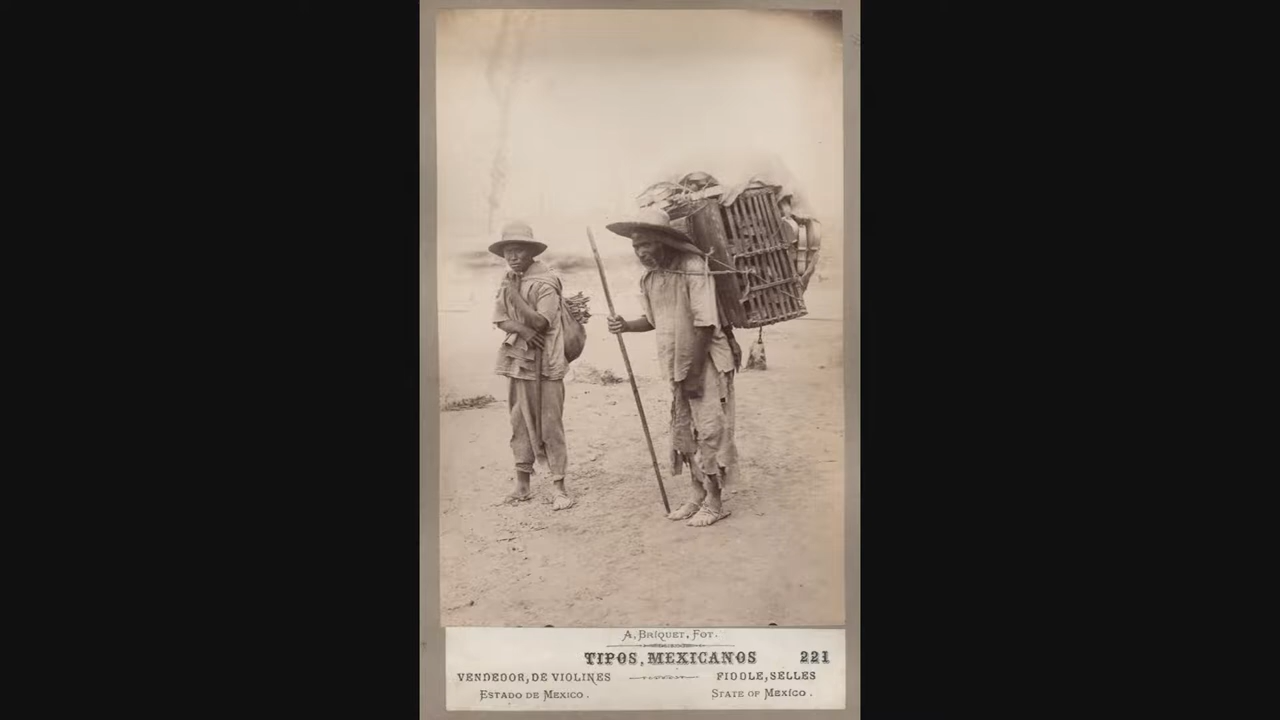 A. BRIQUET. FOT.
TIPOS, MEXICANOS 221
VENDEDOR, DE VIOLINES FIDDLE, SELLES
ESTADO DE MEXICO. STATE OF MEXICO.